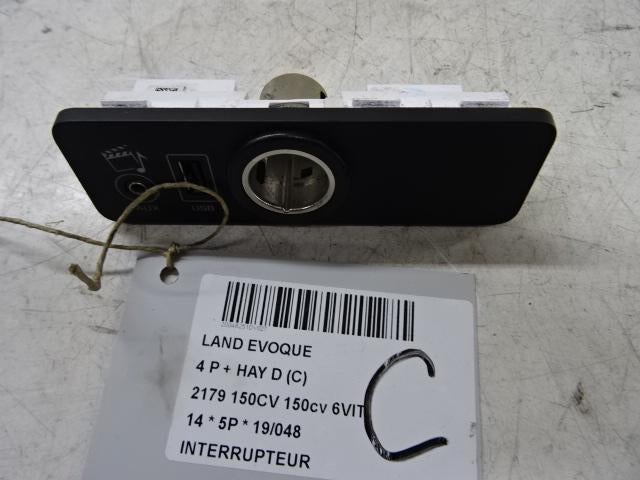 AUX USB
LAND EVOQUE
4 P + HAY D (C)
2179 150CV 150cv 6VIT
14 * 5P * 19/048
INTERRUPTEUR
C